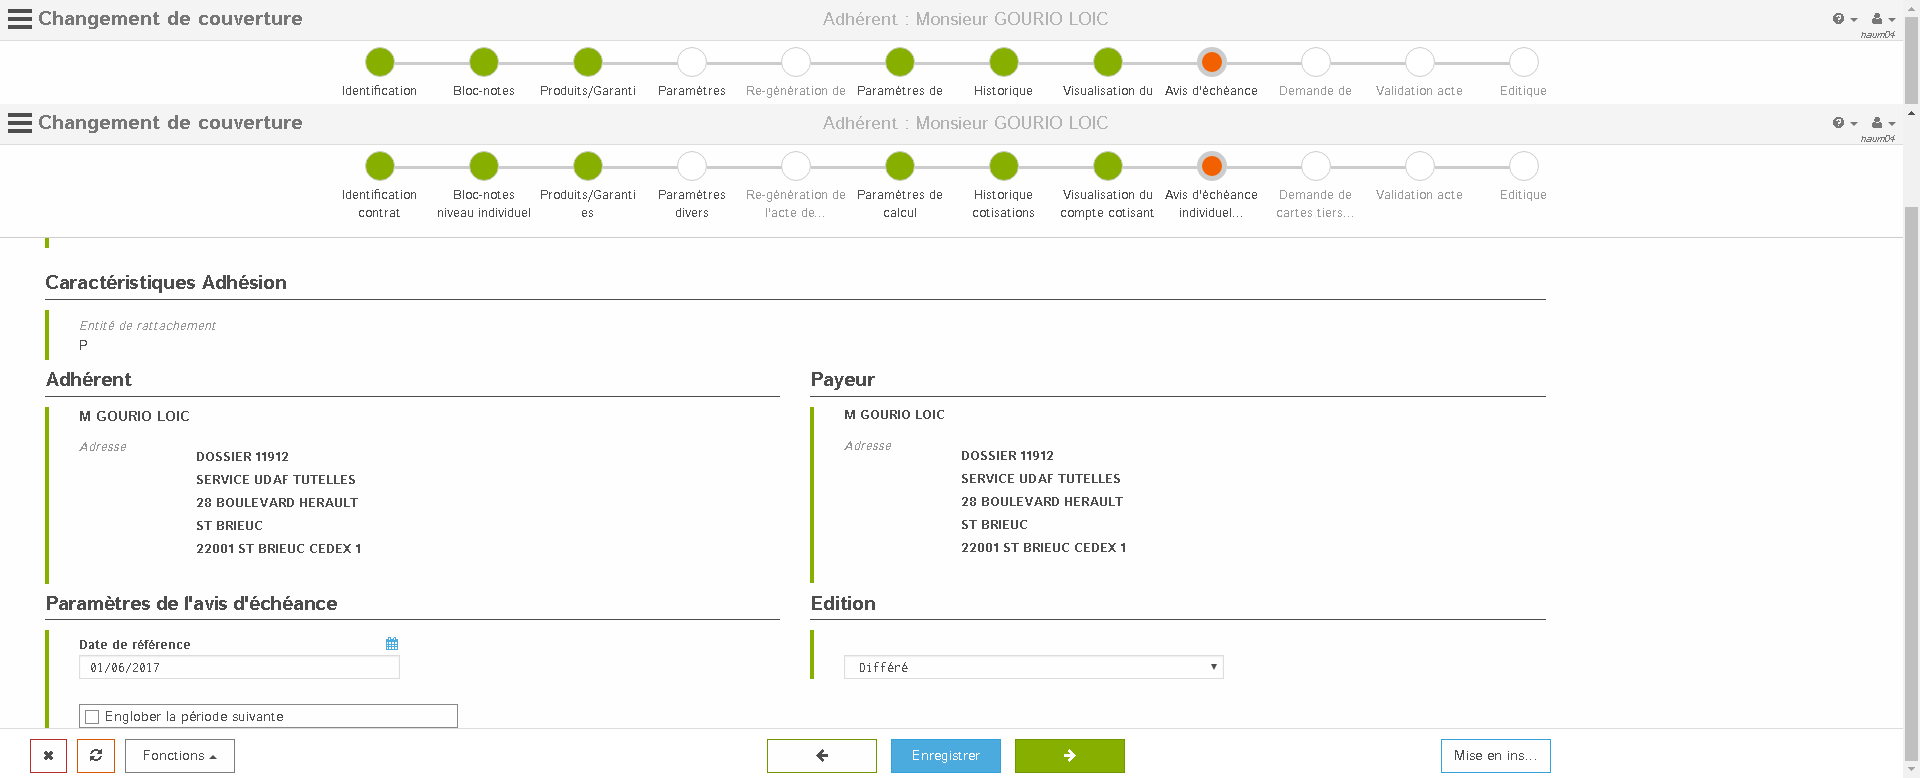 Changement de couverture
Adhérent : Monsieur GOURIO LOIC
naum04
Identification Bloc-notes Produits/Garanti Paramètres Re-génération de Paramètres de Historique Visualisation du Avis d'échéance Demande de Validation acte Editique
Changement de couverture
Adhérent : Monsieur GOURIO LOIC
naum04
Identification Bloc-notes Produits/Garanti Paramètres Re-génération de Paramètres de Historique Visualisation du Avis d'échéance Demande de Validation acte Editique
contrat niveau individuel es divers l'acte de... calcul cotisations compte cotisant individuel... cartes tiers...
Caractéristiques Adhésion
Entité de rattachement
P
Adhérent
M GOURIO LOIC
Adresse
DOSSIER 11912
SERVICE UDAF TUTELLES
28 BOULEVARD HERAULT
ST BRIEUC
22001 ST BRIEUC CEDEX 1
Payeur
M GOURIO LOIC
Adresse
DOSSIER 11912
SERVICE UDAF TUTELLES
28 BOULEVARD HERAULT
ST BRIEUC
22001 ST BRIEUC CEDEX 1
Paramètres de l'avis d'échéance
Date de référence
01/06/2017
Englober la période suivante
Edition
Différé
Fonctions
Enregistrer
Mise en ins...